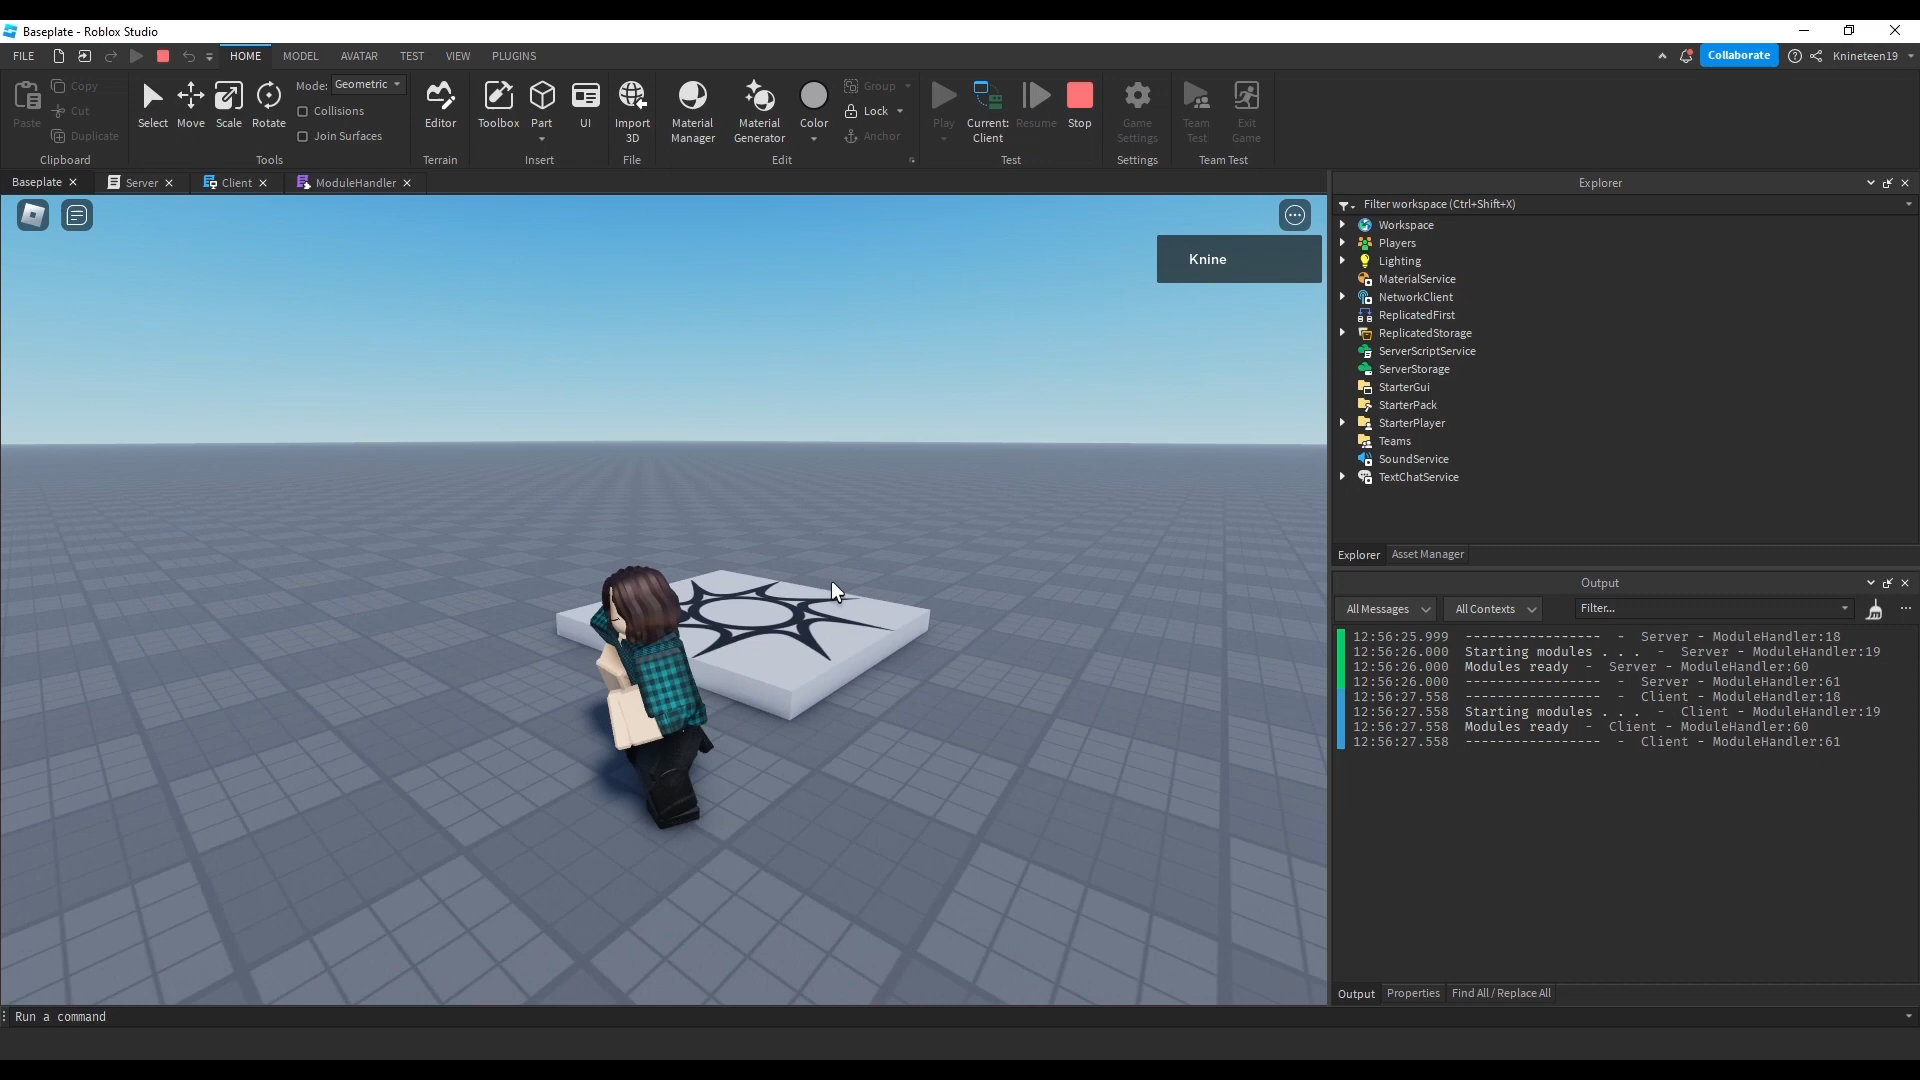 Baseplate - Roblox Studio
FILE HOME MODEL AVATAR TEST VIEW PLUGINS Collaborate Knineteen19
Paste Copy Cut Duplicate
Clipboard
Select Move Scale Rotate
Mode: Geometric
Collisions
Join Surfaces
Tools
Editor
Terrain
Toolbox Part UI
Insert
Import 3D
File
Material Manager Material Generator Color
Group
Lock
Anchor
Edit
Play Current: Client Resume Stop
Test
Game Settings
Settings
Team Test Exit Game
Team Test
Baseplate Server Client ModuleHandler
Knine
Explorer
Filter workspace (Ctrl+Shift+X)
Workspace
Players
Lighting
MaterialService
NetworkClient
ReplicatedFirst
ReplicatedStorage
ServerScriptService
ServerStorage
StarterGui
StarterPack
StarterPlayer
Teams
SoundService
TextChatService
Explorer Asset Manager
Output
All Messages All Contexts Filter...
12:56:25.999 ----------------- - Server - ModuleHandler:18
12:56:26.000 Starting modules . . . - Server - ModuleHandler:19
12:56:26.000 Modules ready - Server - ModuleHandler:60
12:56:26.000 ----------------- - Server - ModuleHandler:61
12:56:27.558 ----------------- - Client - ModuleHandler:18
12:56:27.558 Starting modules . . . - Client - ModuleHandler:19
12:56:27.558 Modules ready - Client - ModuleHandler:60
12:56:27.558 ----------------- - Client - ModuleHandler:61
Output Properties Find All / Replace All
Run a command